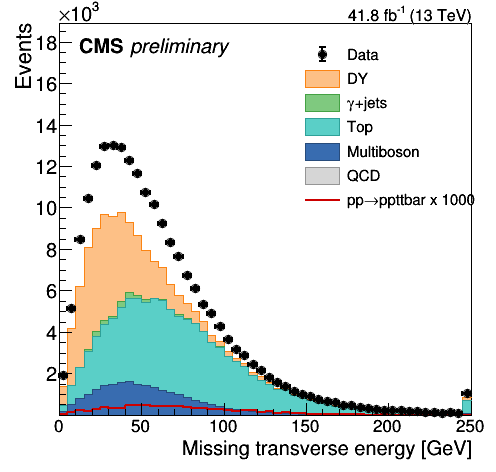 ×10³
41.8 fb⁻¹ (13 TeV)
CMS preliminary
Events
18
16
14
12
10
8
6
4
2
Data
DY
γ+jets
Top
Multiboson
QCD
pp→ppttbar x 1000
0 50 100 150 200 250
Missing transverse energy [GeV]